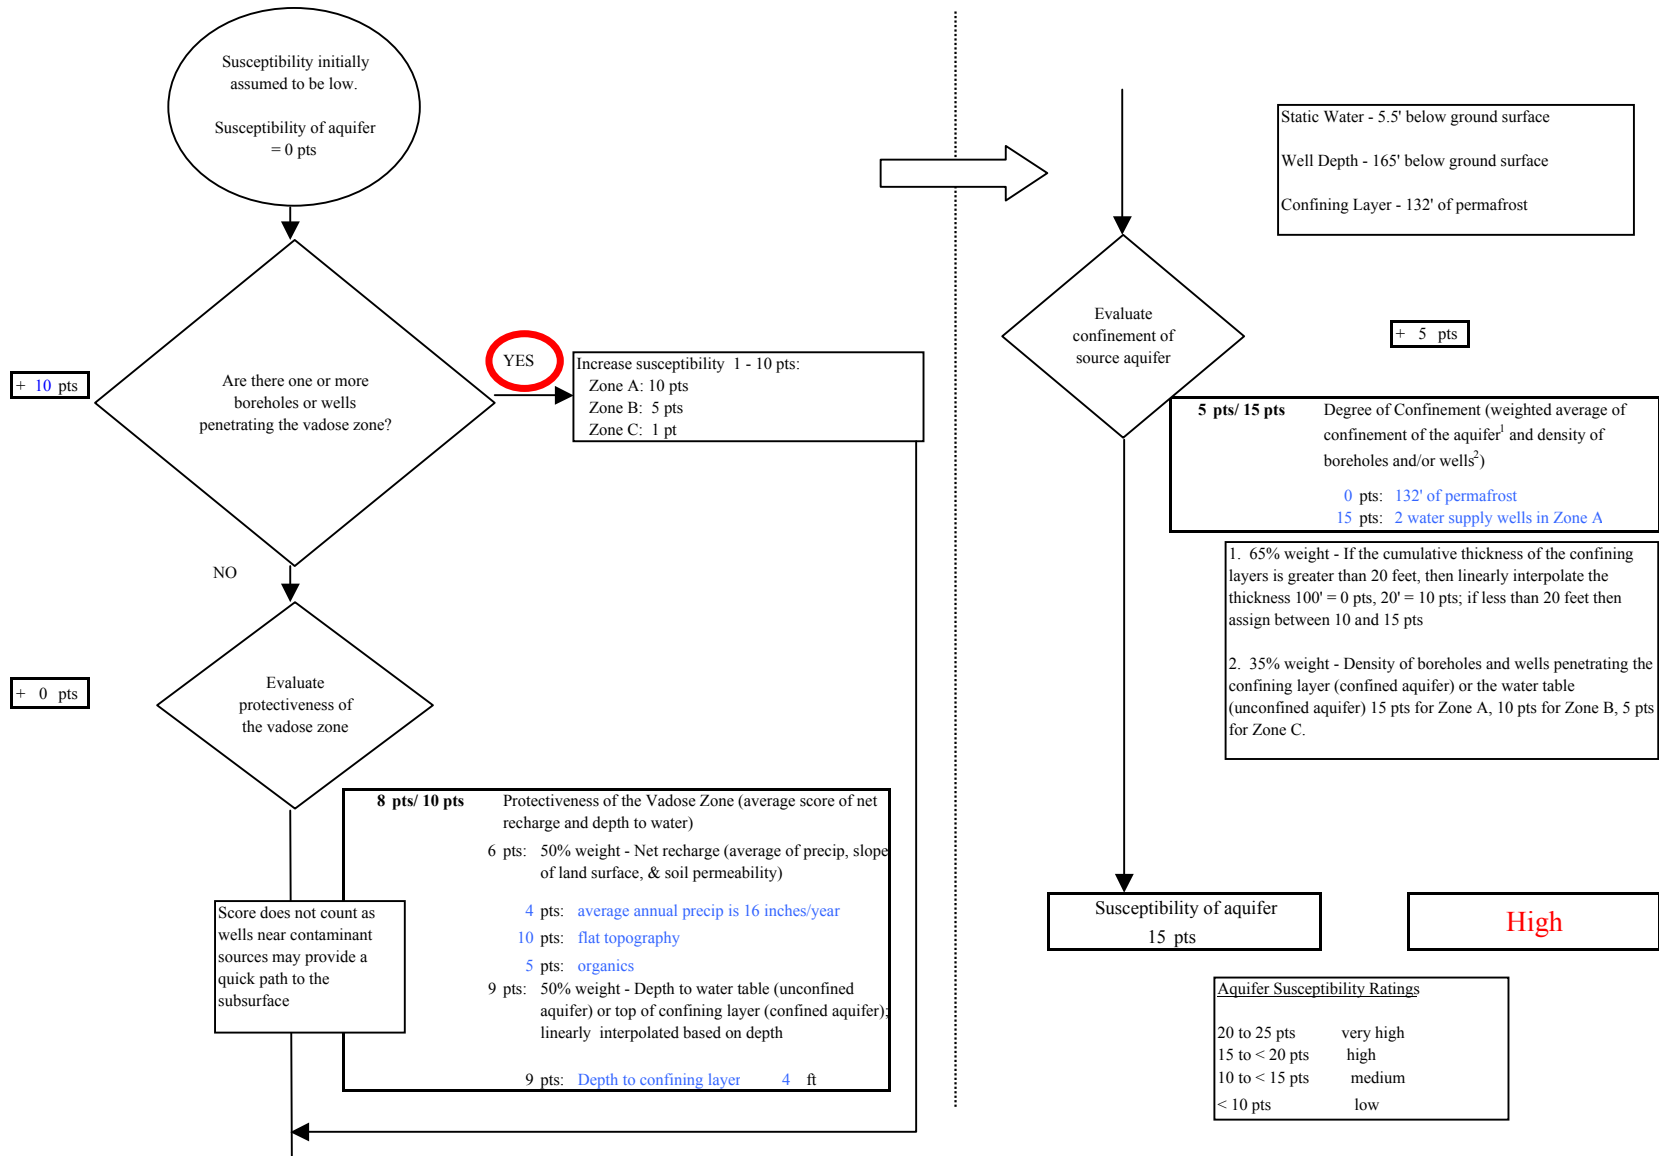 Susceptibility initially
assumed to be low.
Susceptibility of aquifer
= 0 pts
+ 10 pts
Are there one or more
boreholes or wells
penetrating the vadose zone?
YES
Increase susceptibility 1 - 10 pts:
Zone A: 10 pts
Zone B: 5 pts
Zone C: 1 pt
NO
+ 0 pts
Evaluate
protectiveness of
the vadose zone
8 pts/ 10 pts Protectiveness of the Vadose Zone (average score of net
recharge and depth to water)
6 pts: 50% weight - Net recharge (average of precip, slope
of land surface, & soil permeability)
4 pts: average annual precip is 16 inches/year
10 pts: flat topography
5 pts: organics
9 pts: 50% weight - Depth to water table (unconfined
aquifer) or top of confining layer (confined aquifer);
linearly interpolated based on depth
9 pts: Depth to confining layer 4 ft
Score does not count as
wells near contaminant
sources may provide a
quick path to the
subsurface
Static Water - 5.5' below ground surface
Well Depth - 165' below ground surface
Confining Layer - 132' of permafrost
Evaluate
confinement of
source aquifer
+ 5 pts
5 pts/ 15 pts Degree of Confinement (weighted average of
confinement of the aquifer1 and density of
boreholes and/or wells2)
0 pts: 132' of permafrost
15 pts: 2 water supply wells in Zone A
1. 65% weight - If the cumulative thickness of the confining
layers is greater than 20 feet, then linearly interpolate the
thickness 100' = 0 pts, 20' = 10 pts; if less than 20 feet then
assign between 10 and 15 pts
2. 35% weight - Density of boreholes and wells penetrating the
confining layer (confined aquifer) or the water table
(unconfined aquifer) 15 pts for Zone A, 10 pts for Zone B, 5 pts
for Zone C.
Susceptibility of aquifer
15 pts
High
Aquifer Susceptibility Ratings
20 to 25 pts very high
15 to < 20 pts high
10 to < 15 pts medium
< 10 pts low